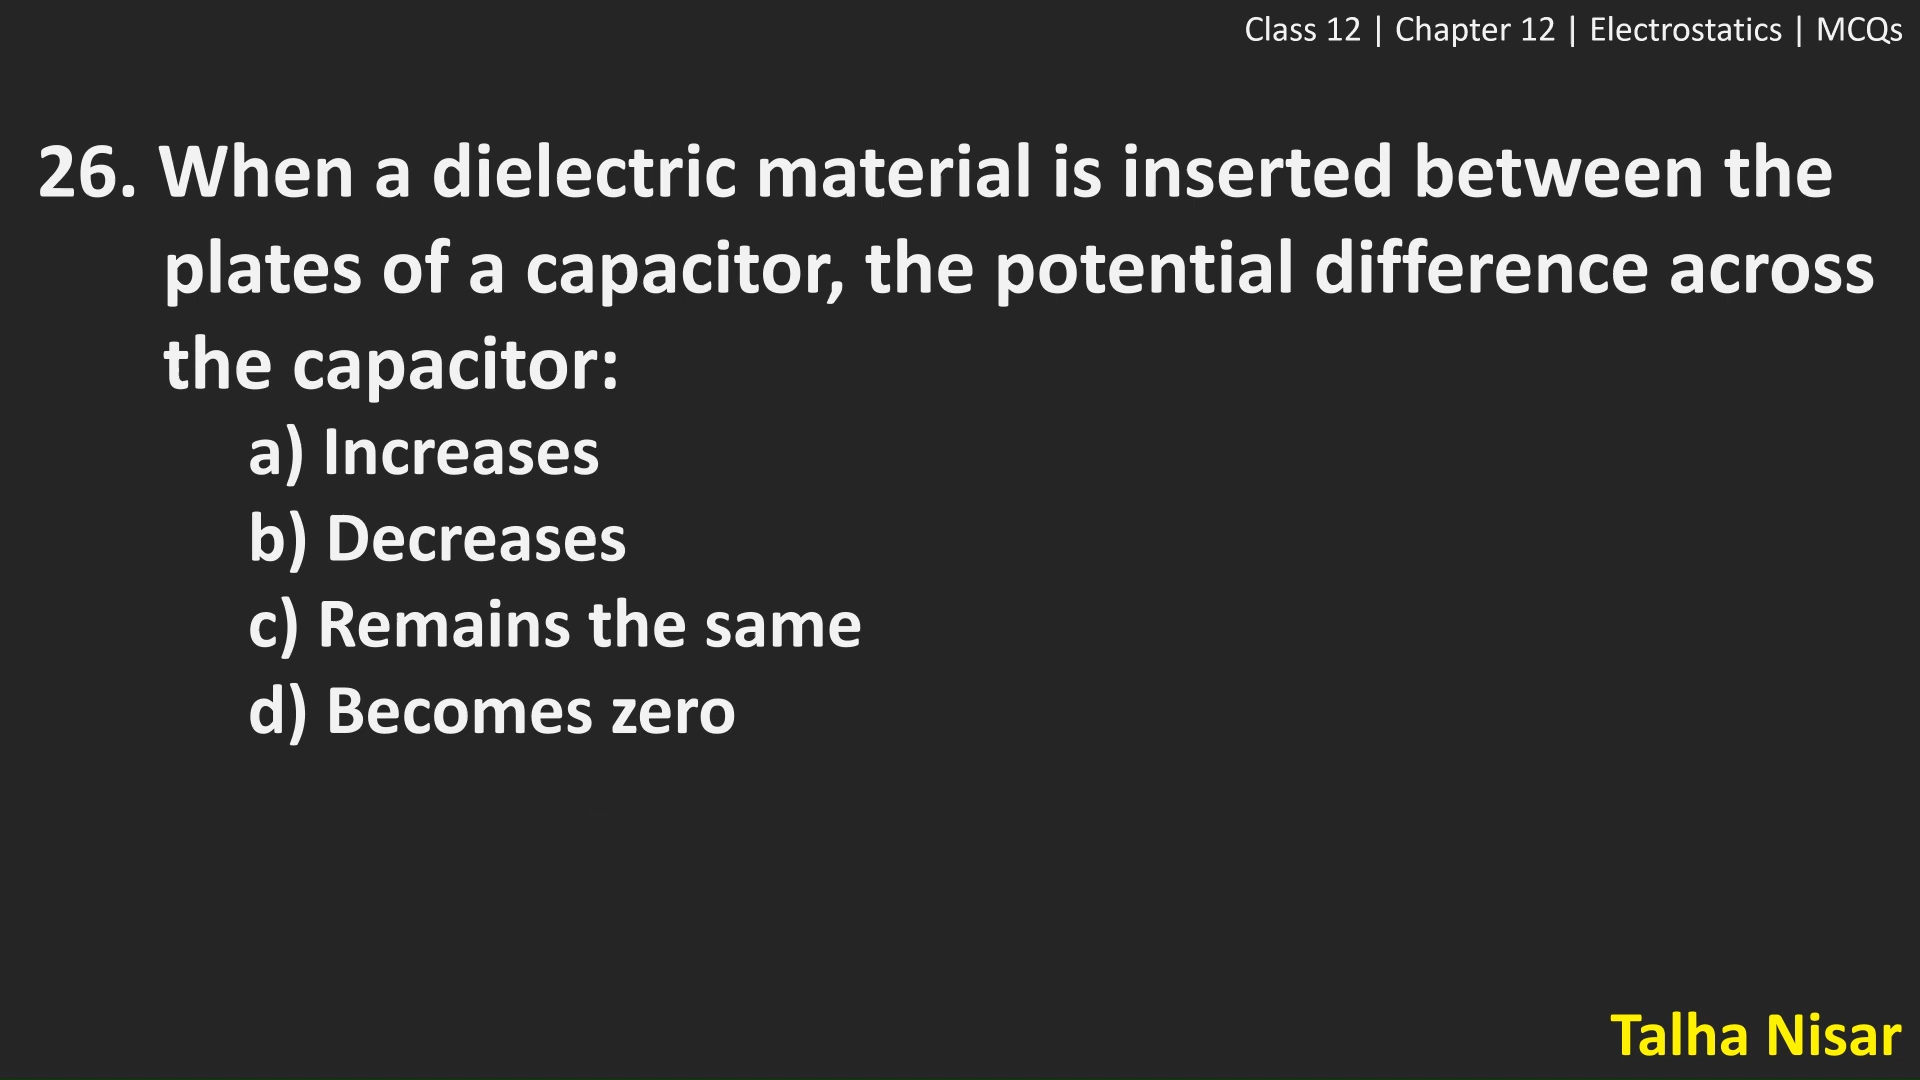 Class 12 | Chapter 12 | Electrostatics | MCQs
26. When a dielectric material is inserted between the
plates of a capacitor, the potential difference across
the capacitor:
a) Increases
b) Decreases
c) Remains the same
d) Becomes zero
Talha Nisar